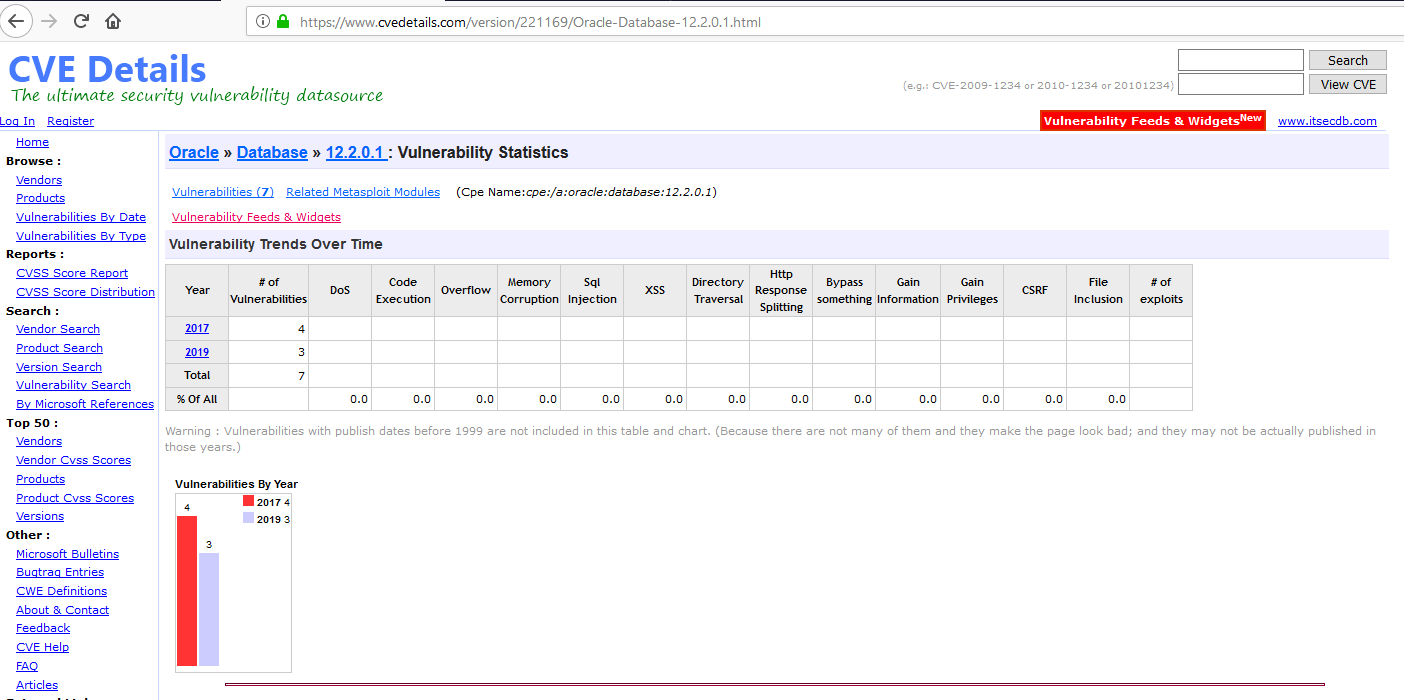 https://www.cvedetails.com/version/221169/Oracle-Database-12.2.0.1.html
CVE Details
The ultimate security vulnerability datasource
Search
(e.g.: CVE-2009-1234 or 2010-1234 or 20101234)
View CVE
Log In Register
Vulnerability Feeds & WidgetsNew www.itsecdb.com
Home
Browse :
Vendors
Products
Vulnerabilities By Date
Vulnerabilities By Type
Reports :
CVSS Score Report
CVSS Score Distribution
Search :
Vendor Search
Product Search
Version Search
Vulnerability Search
By Microsoft References
Top 50 :
Vendors
Vendor Cvss Scores
Products
Product Cvss Scores
Versions
Other :
Microsoft Bulletins
Bugtraq Entries
CWE Definitions
About & Contact
Feedback
CVE Help
FAQ
Articles
Oracle » Database » 12.2.0.1 : Vulnerability Statistics
Vulnerabilities (7) Related Metasploit Modules (Cpe Name:cpe:/a:oracle:database:12.2.0.1)
Vulnerability Feeds & Widgets
Vulnerability Trends Over Time
Year # of Vulnerabilities DoS Code Execution Overflow Memory Corruption Sql Injection XSS Directory Traversal Http Response Splitting Bypass something Gain Information Gain Privileges CSRF File Inclusion # of exploits
2017 4
2019 3
Total 7
% Of All 0.0 0.0 0.0 0.0 0.0 0.0 0.0 0.0 0.0 0.0 0.0 0.0 0.0
Warning : Vulnerabilities with publish dates before 1999 are not included in this table and chart. (Because there are not many of them and they make the page look bad; and they may not be actually published in
those years.)
Vulnerabilities By Year
4
3
2017 4
2019 3